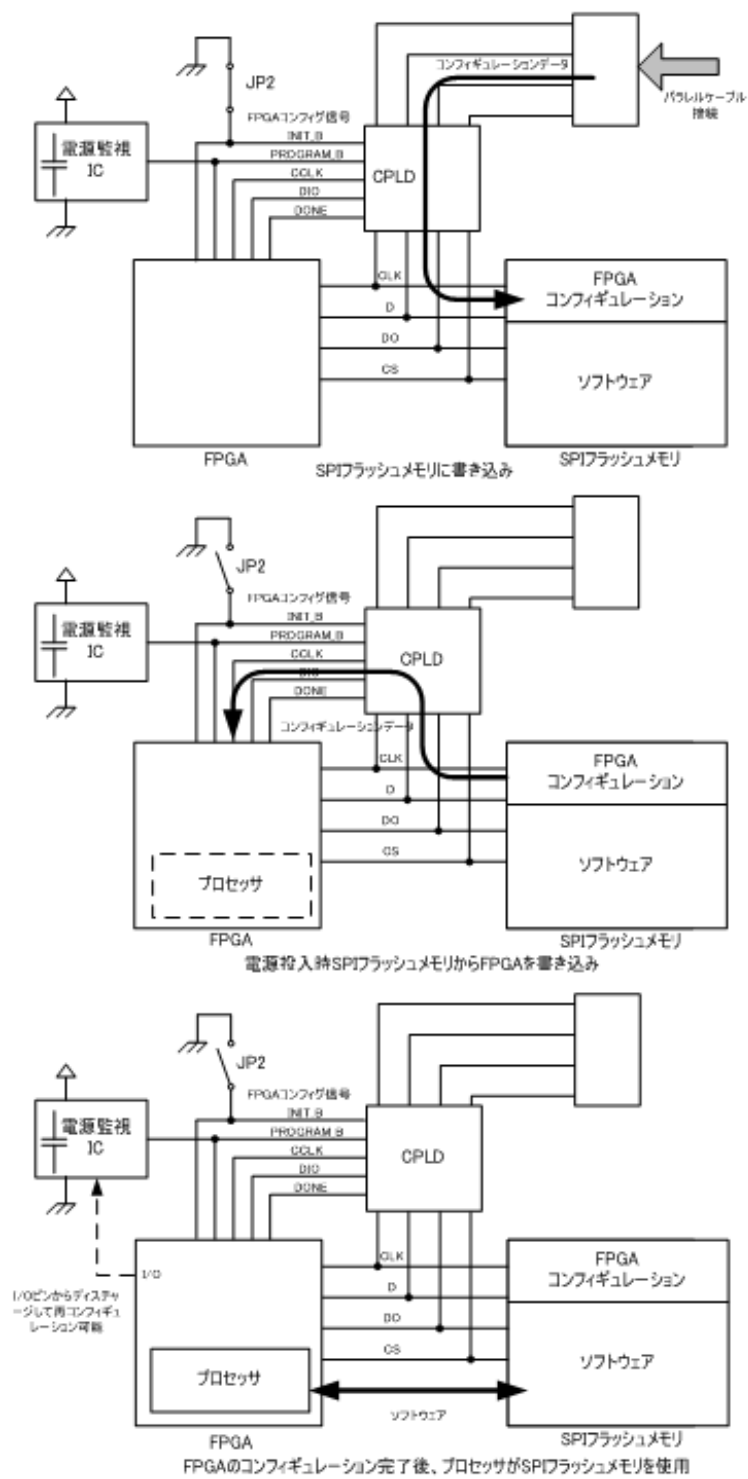 コンフィギュレーションデータ
パラレルケーブル
接続
JP2
FPGAコンフィグ信号
電源監視
IC
INIT_B
PROGRAM_B
CCLK
DIO
DONE
CPLD
CLK
D
DO
CS
FPGA
コンフィギュレーション
ソフトウェア
FPGA
SPIフラッシュメモリ
SPIフラッシュメモリに書き込み
JP2
FPGAコンフィグ信号
電源監視
IC
INIT_B
PROGRAM_B
CCLK
DIO
DONE
CPLD
コンフィギュレーションデータ
CLK
D
DO
CS
FPGA
コンフィギュレーション
ソフトウェア
プロセッサ
FPGA
SPIフラッシュメモリ
電源投入時SPIフラッシュメモリからFPGAを書き込み
JP2
FPGAコンフィグ信号
電源監視
IC
INIT_B
PROGRAM_B
CCLK
DIO
DONE
CPLD
I/O
I/Oピンからディスチャ
ージして再コンフィギュ
レーション可能
CLK
D
DO
CS
FPGA
コンフィギュレーション
ソフトウェア
プロセッサ
ソフトウェア
FPGA
SPIフラッシュメモリ
FPGAのコンフィギュレーション完了後、プロセッサがSPIフラッシュメモリを使用